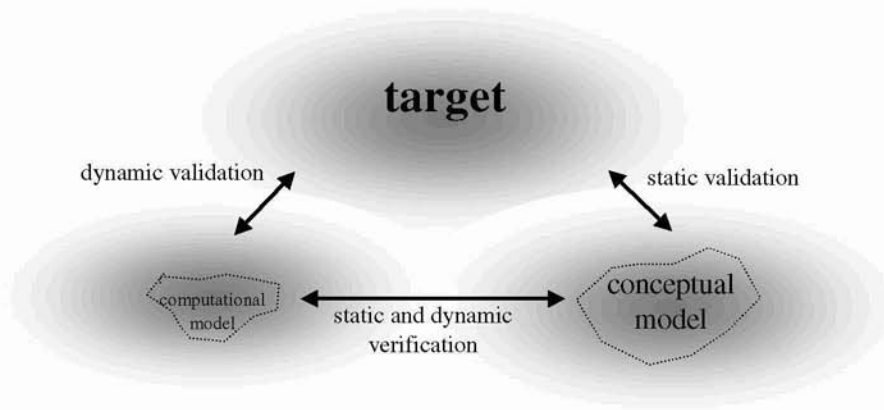 target
dynamic validation
static validation
computational
model
conceptual
model
static and dynamic
verification